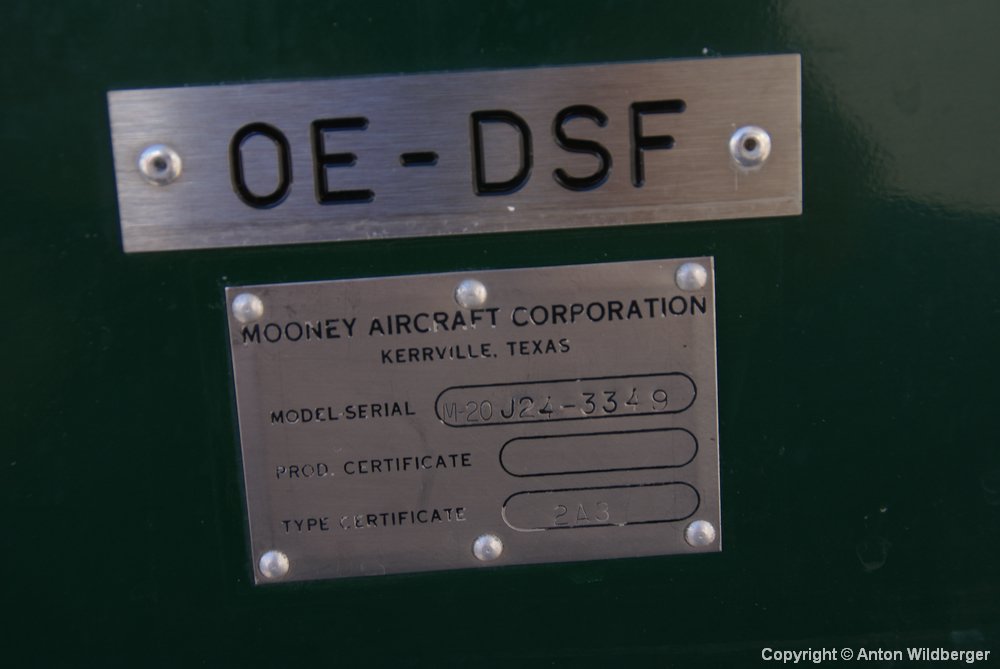 OE-DSF
MOONEY AIRCRAFT CORPORATION
KERRVILLE, TEXAS
MODEL-SERIAL M-20 J24-3349
PROD. CERTIFICATE
TYPE CERTIFICATE 2A3
Copyright © Anton Wildberger